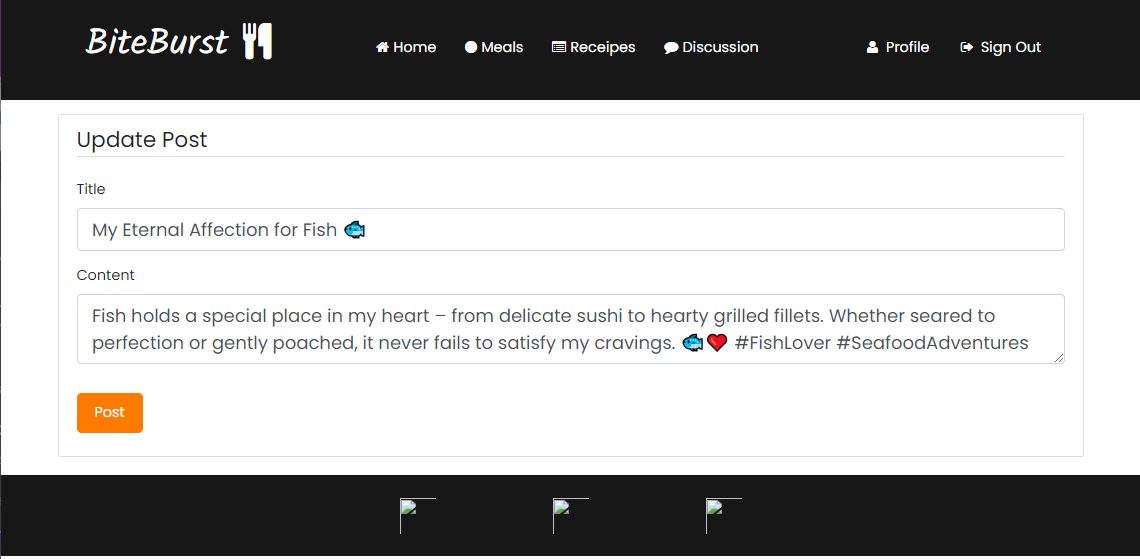 BiteBurst
Home Meals Receipes Discussion Profile Sign Out
Update Post
Title
My Eternal Affection for Fish 🐟
Content
Fish holds a special place in my heart – from delicate sushi to hearty grilled fillets. Whether seared to
perfection or gently poached, it never fails to satisfy my cravings. 🐟❤️ #FishLover #SeafoodAdventures
Post